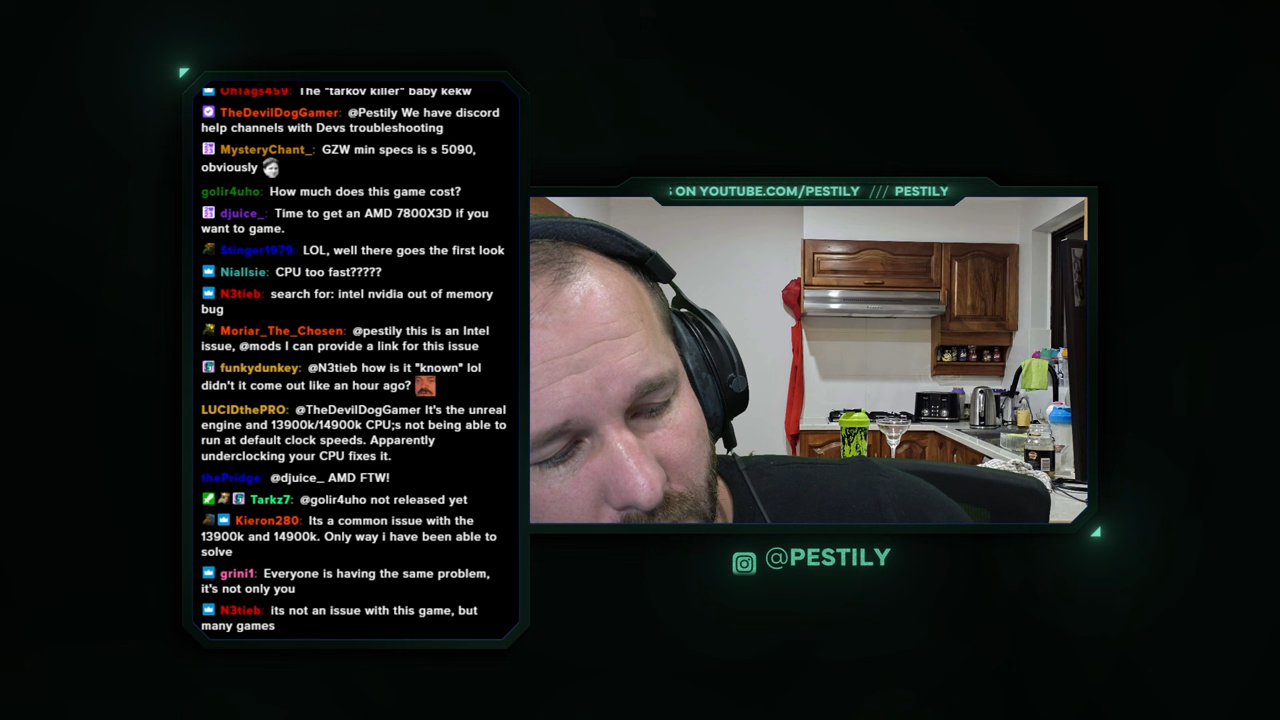 OhTags459: The "tarkov killer" baby kekw
TheDevilDogGamer: @Pestily We have discord
help channels with Devs troubleshooting
MysteryChant_: GZW min specs is s 5090,
obviously
golir4uho: How much does this game cost?
djuice_: Time to get an AMD 7800X3D if you
want to game.
Stinger1979: LOL, well there goes the first look
Niallsie: CPU too fast?????
N3tieb: search for: intel nvidia out of memory
bug
Moriar_The_Chosen: @pestily this is an Intel
issue, @mods I can provide a link for this issue
funkydunkey: @N3tieb how is it "known" lol
didn't it come out like an hour ago?
LUCIDthePRO: @TheDevilDogGamer It's the unreal
engine and 13900k/14900k CPU;s not being able to
run at default clock speeds. Apparently
underclocking your CPU fixes it.
thePridge: @djuice_ AMD FTW!
Tarkz7: @golir4uho not released yet
Kieron280: Its a common issue with the
13900k and 14900k. Only way i have been able to
solve
grini1: Everyone is having the same problem,
it's not only you
N3tieb: its not an issue with this game, but
many games
ON YOUTUBE.COM/PESTILY /// PESTILY
@PESTILY